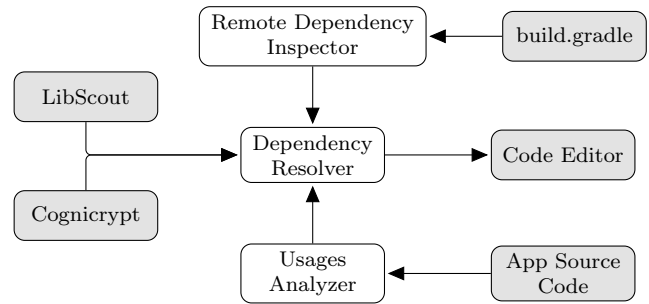 Remote Dependency
Inspector
build.gradle
LibScout
Dependency
Resolver
Code Editor
Cognicrypt
Usages
Analyzer
App Source
Code